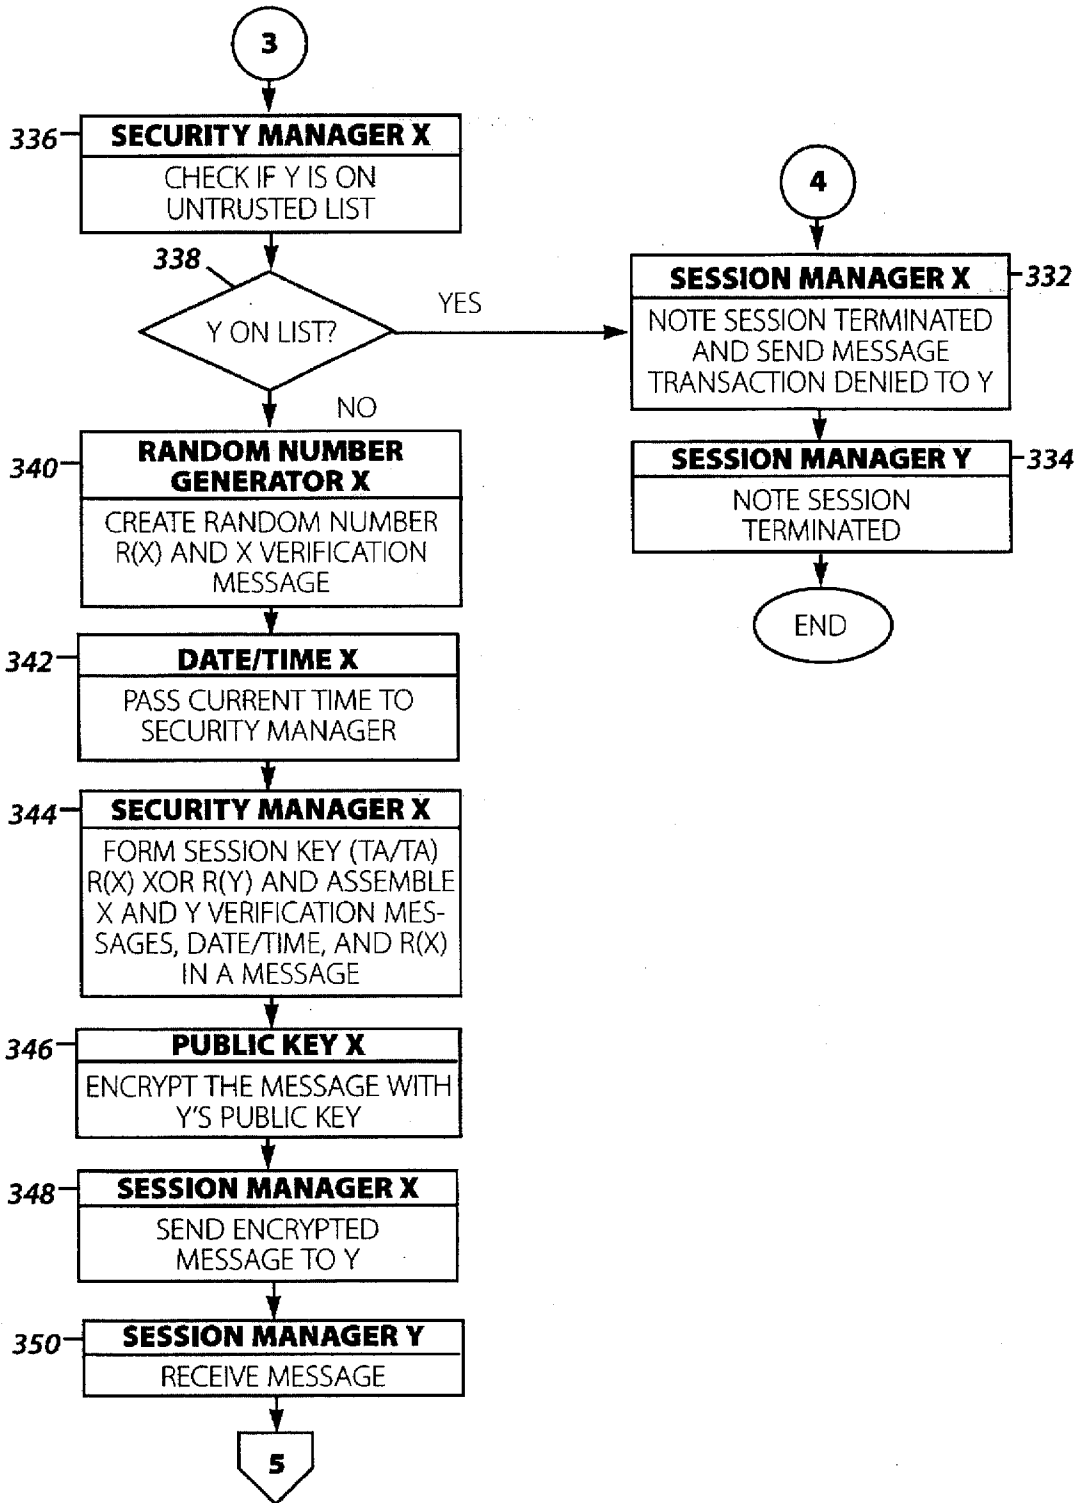 3
336
SECURITY MANAGER X
CHECK IF Y IS ON
UNTRUSTED LIST
338
Y ON LIST?
YES
NO
4
SESSION MANAGER X
332
NOTE SESSION TERMINATED
AND SEND MESSAGE
TRANSACTION DENIED TO Y
SESSION MANAGER Y
334
NOTE SESSION
TERMINATED
END
340
RANDOM NUMBER
GENERATOR X
CREATE RANDOM NUMBER
R(X) AND X VERIFICATION
MESSAGE
342
DATE/TIME X
PASS CURRENT TIME TO
SECURITY MANAGER
344
SECURITY MANAGER X
FORM SESSION KEY (TA/TA)
R(X) XOR R(Y) AND ASSEMBLE
X AND Y VERIFICATION MES-
SAGES, DATE/TIME, AND R(X)
IN A MESSAGE
346
PUBLIC KEY X
ENCRYPT THE MESSAGE WITH
Y'S PUBLIC KEY
348
SESSION MANAGER X
SEND ENCRYPTED
MESSAGE TO Y
350
SESSION MANAGER Y
RECEIVE MESSAGE
5